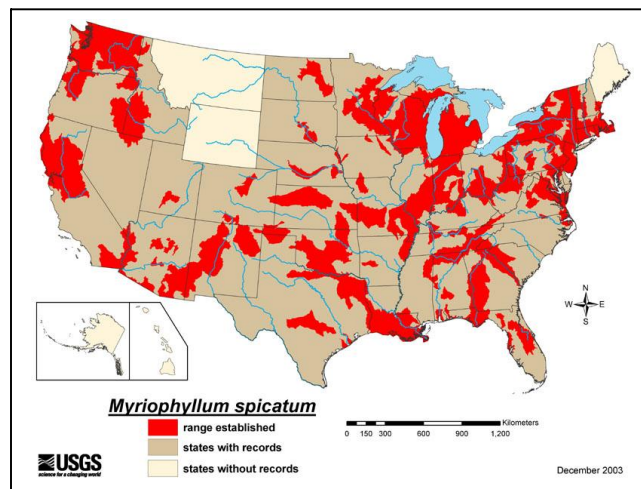 N
W E
S
Myriophyllum spicatum
range established
states with records
states without records
Kilometers
0 150 300 600 900 1,200
USGS
science for a changing world
December 2003